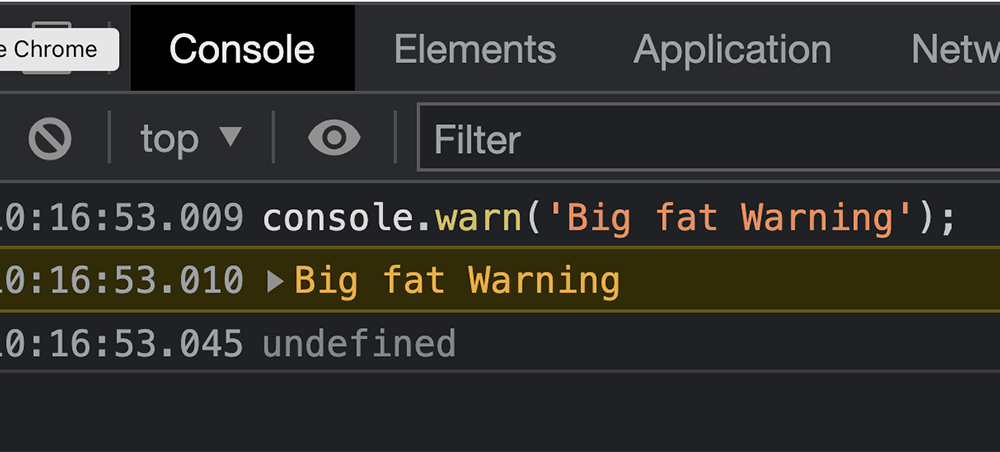 e Chrome
Console Elements Application Netw
top Filter
10:16:53.009 console.warn('Big fat Warning');
10:16:53.010 Big fat Warning
10:16:53.045 undefined